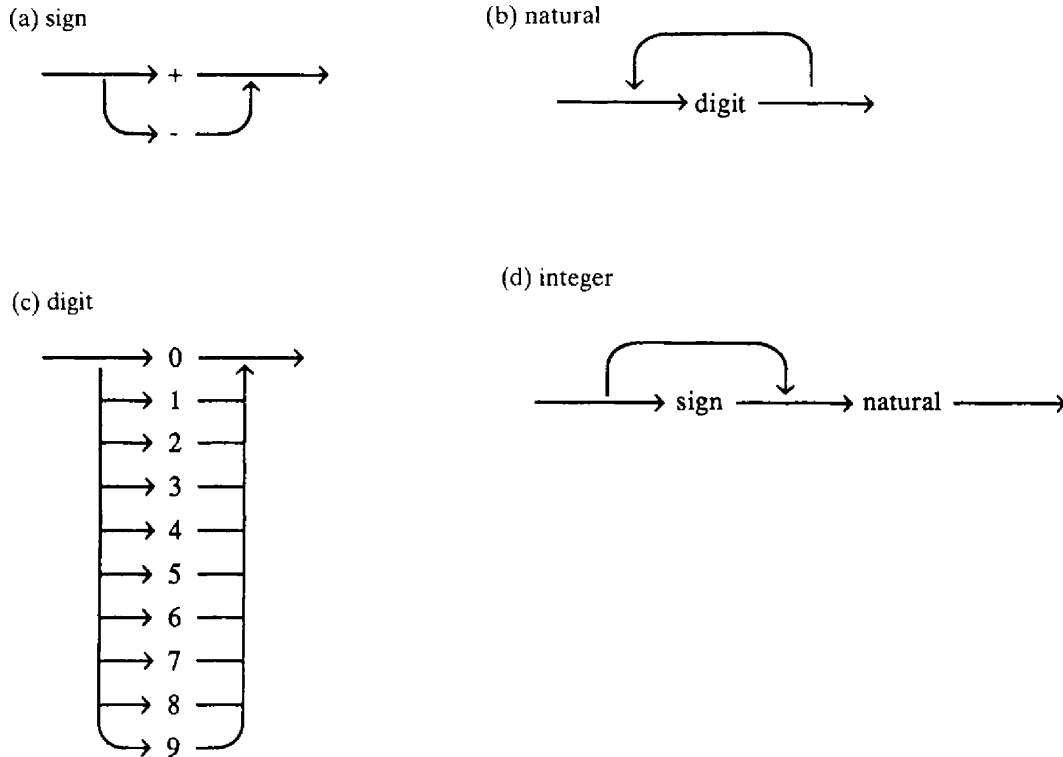 (a) sign
+
-
(b) natural
digit
(c) digit
0
1
2
3
4
5
6
7
8
9
(d) integer
sign natural